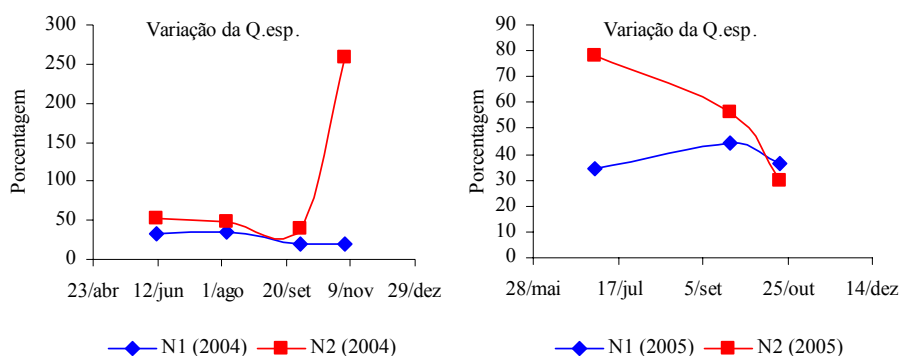 Variação da Q.esp.
Porcentagem
300
250
200
150
100
50
0
23/abr 12/jun 1/ago 20/set 9/nov 29/dez
N1 (2004) N2 (2004)
Variação da Q.esp.
Porcentagem
90
80
70
60
50
40
30
20
10
0
28/mai 17/jul 5/set 25/out 14/dez
N1 (2005) N2 (2005)